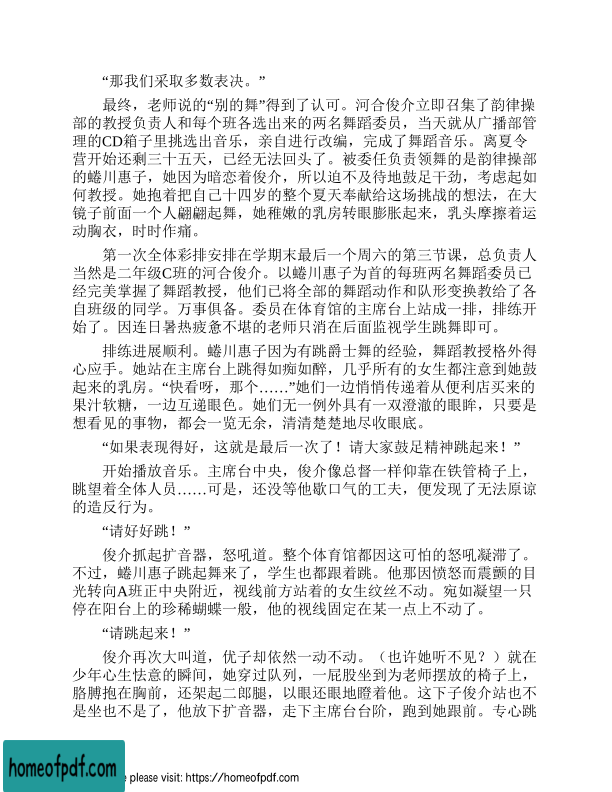 “那我们采取多数表决。”
最终，老师说的“别的舞”得到了认可。河合俊介立即召集了韵律操
部的教授负责人和每个班各选出来的两名舞蹈委员，当天就从广播部管
理的CD箱子里挑选出音乐，亲自进行改编，完成了舞蹈音乐。离夏令
营开始还剩三十五天，已经无法回头了。被委任负责领舞的是韵律操部
的蜷川惠子，她因为暗恋着俊介，所以迫不及待地鼓足干劲，考虑起如
何教授。她抱着把自己十四岁的整个夏天奉献给这场挑战的想法，在大
镜子前面一个人翩翩起舞，她稚嫩的乳房转眼膨胀起来，乳头摩擦着运
动胸衣，时时作痛。
第一次全体彩排安排在学期末最后一个周六的第三节课，总负责人
当然是二年级C班的河合俊介。以蜷川惠子为首的每班两名舞蹈委员已
经完美掌握了舞蹈教授，他们已将全部的舞蹈动作和队形变换教给了各
自班级的同学。万事俱备。委员在体育馆的主席台上站成一排，排练开
始了。因连日暑热疲惫不堪的老师只消在后面监视学生跳舞即可。
排练进展顺利。蜷川惠子因为有跳爵士舞的经验，舞蹈教授格外得
心应手。她站在主席台上跳得如痴如醉，几乎所有的女生都注意到她鼓
起来的乳房。“快看呀，那个……”她们一边悄悄传递着从便利店买来的
果汁软糖，一边互递眼色。她们无一例外具有一双澄澈的眼眸，只要是
想看见的事物，都会一览无余，清清楚楚地尽收眼底。
“如果表现得好，这就是最后一次了！请大家鼓足精神跳起来！”
开始播放音乐。主席台中央，俊介像总督一样仰靠在铁管椅子上，
眺望着全体人员……可是，还没等他歇口气的工夫，便发现了无法原谅
的造反行为。
“请好好跳！”
俊介抓起扩音器，怒吼道。整个体育馆都因这可怕的怒吼凝滞了。
不过，蜷川惠子跳起舞来了，学生也都跟着跳。他那因愤怒而震颤的目
光转向A班正中央附近，视线前方站着的女生纹丝不动。宛如凝望一只
停在阳台上的珍稀蝴蝶一般，他的视线固定在某一点上不动了。
“请跳起来！”
俊介再次大叫道，优子却依然一动不动。（也许她听不见？）就在
少年心生怯意的瞬间，她穿过队列，一屁股坐到为老师摆放的椅子上，
胳膊抱在胸前，还架起二郎腿，以眼还眼地瞪着他。这下子俊介站也不
是坐也不是了，他放下扩音器，走下主席台台阶，跑到她跟前。专心跳
homeofpdf.com
e please visit: https://homeofpdf.com